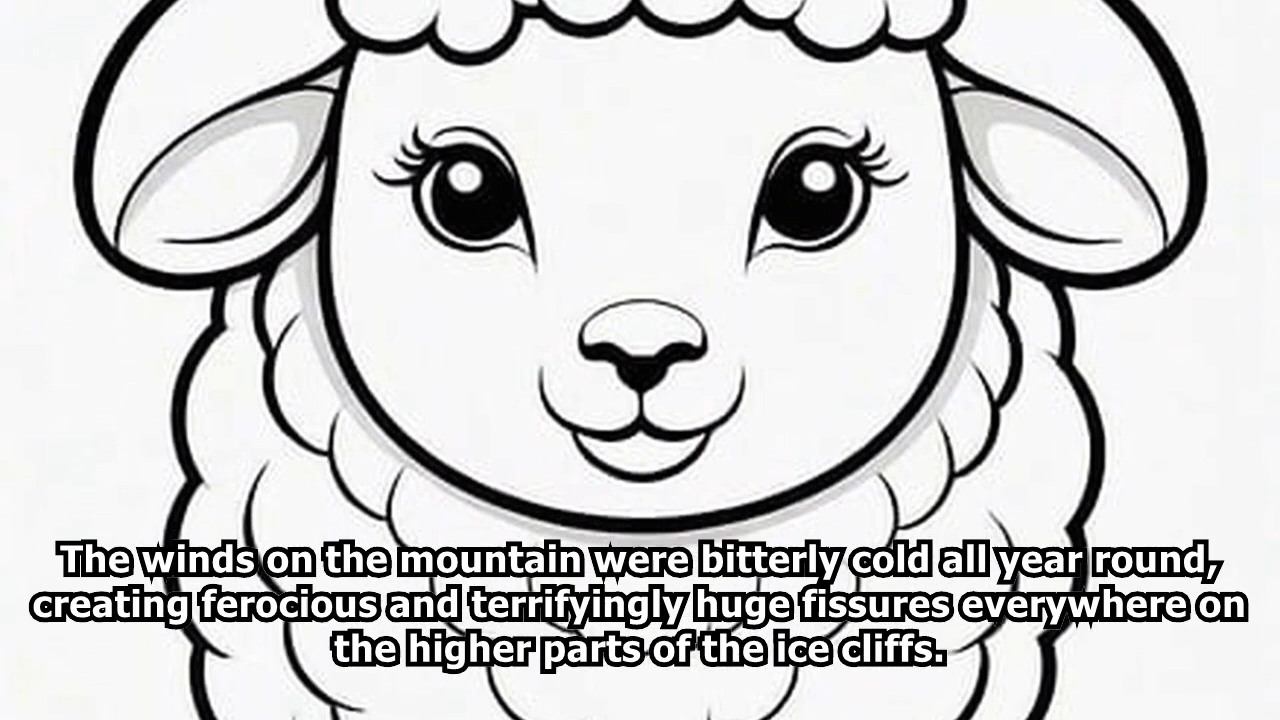 The winds on the mountain were bitterly cold all year round,
creating ferocious and terrifyingly huge fissures everywhere on
the higher parts of the ice cliffs.